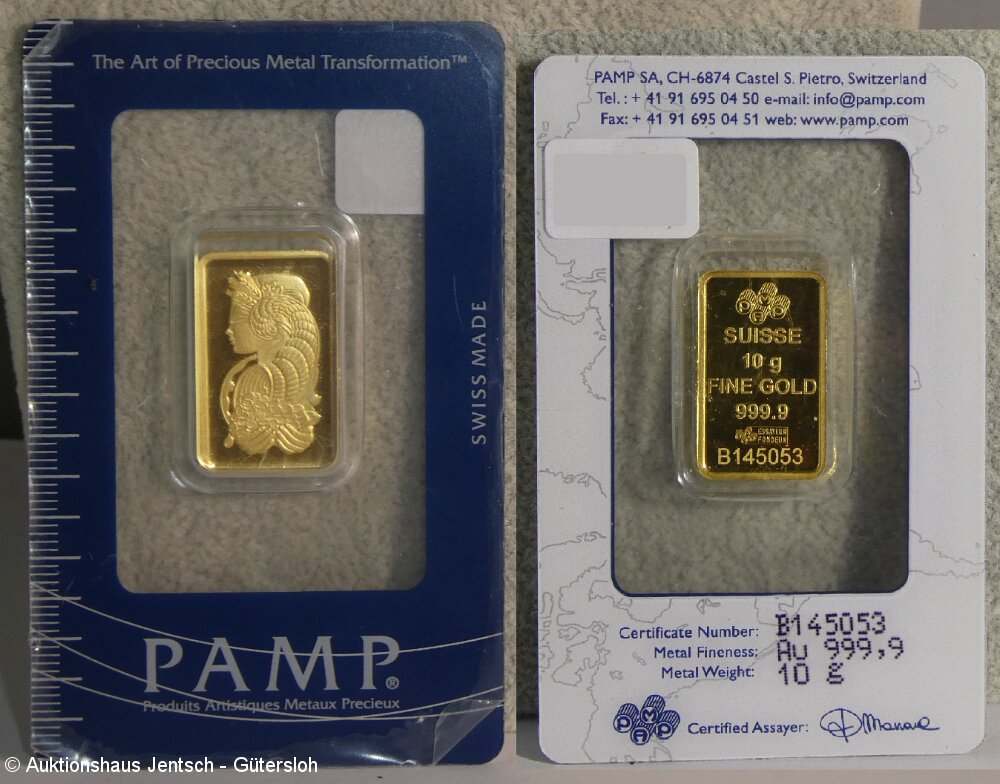 The Art of Precious Metal Transformation™
SWISS MADE
PAMP®
Produits Artistiques Métaux Precieux
PAMP SA, CH-6874 Castel S. Pietro, Switzerland
Tel. : + 41 91 695 04 50 e-mail: info@pamp.com
Fax: + 41 91 695 04 51 web: www.pamp.com
PAMP
SUISSE
10 g
FINE GOLD
999.9
ESSAYEUR
FONDEUR
B145053
Certificate Number: B145053
Metal Fineness: Au 999,9
Metal Weight: 10 g
PAMP
Certified Assayer:
© Auktionshaus Jentsch - Gütersloh